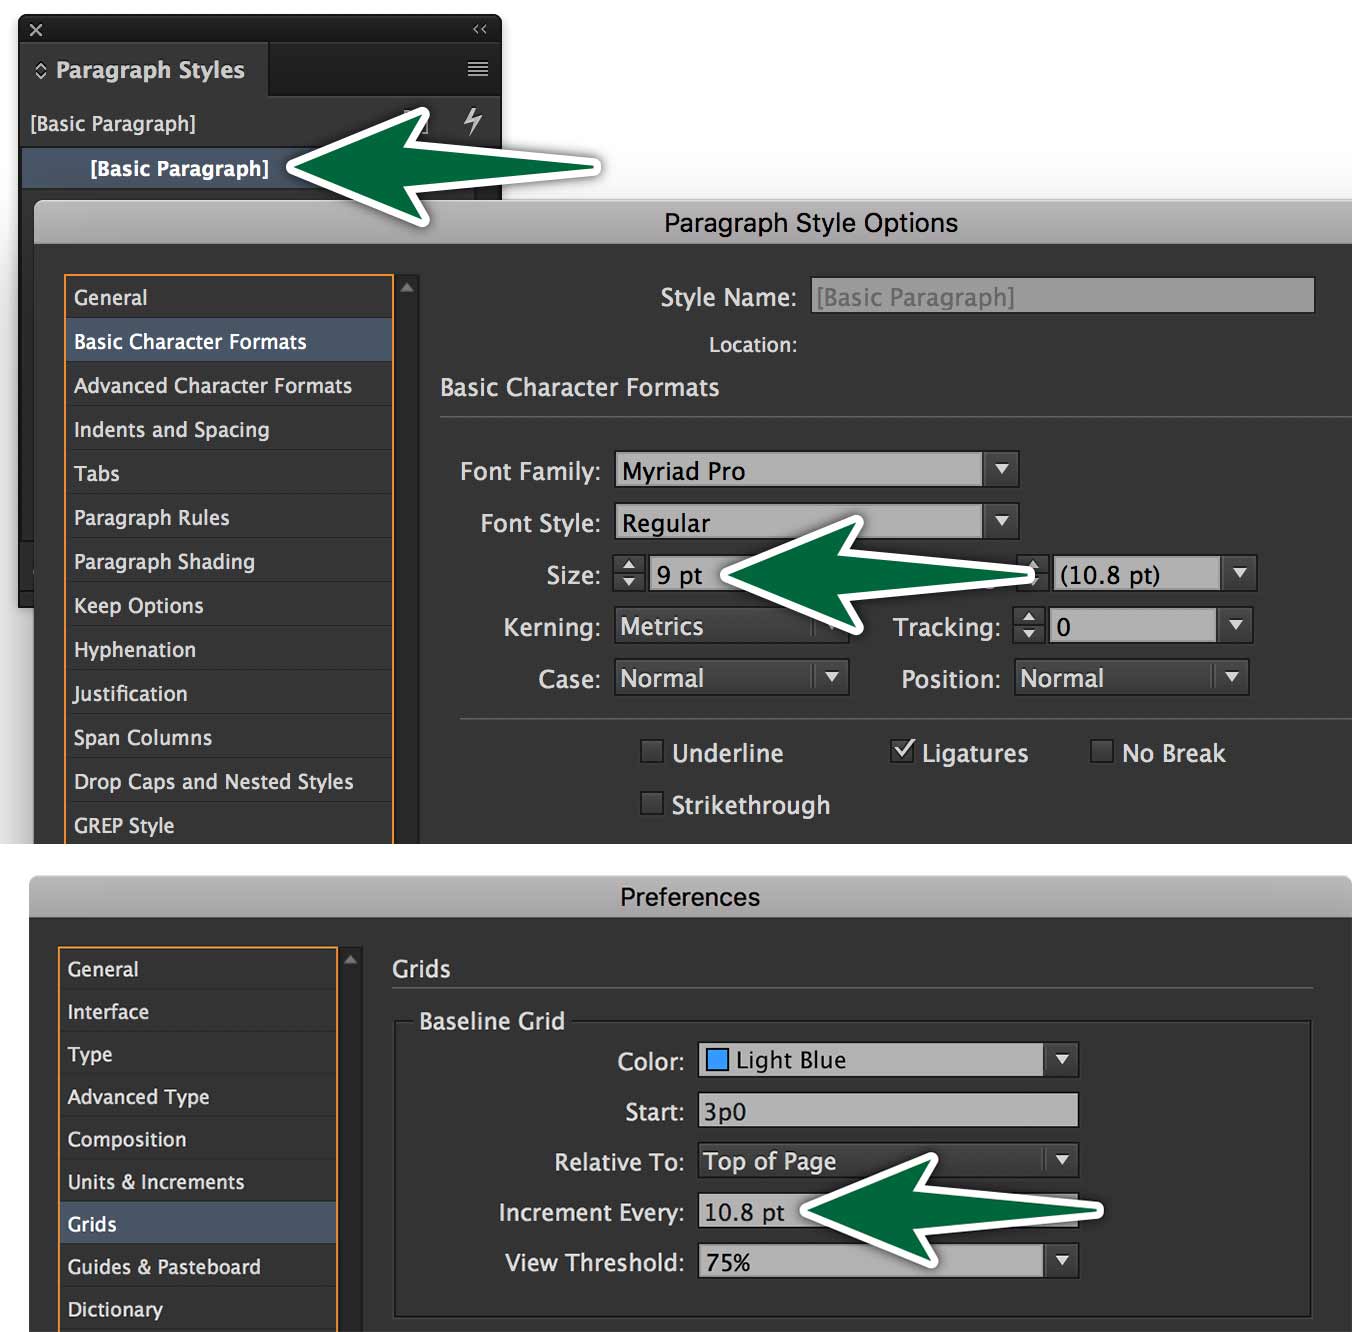 Paragraph Styles
[Basic Paragraph]
[Basic Paragraph]
Paragraph Style Options
General
Basic Character Formats
Advanced Character Formats
Indents and Spacing
Tabs
Paragraph Rules
Paragraph Shading
Keep Options
Hyphenation
Justification
Span Columns
Drop Caps and Nested Styles
GREP Style
Style Name: [Basic Paragraph]
Location:
Basic Character Formats
Font Family: Myriad Pro
Font Style: Regular
Size: 9 pt (10.8 pt)
Kerning: Metrics Tracking: 0
Case: Normal Position: Normal
Underline Ligatures No Break
Strikethrough
Preferences
General
Interface
Type
Advanced Type
Composition
Units & Increments
Grids
Guides & Pasteboard
Dictionary
Grids
Baseline Grid
Color: Light Blue
Start: 3p0
Relative To: Top of Page
Increment Every: 10.8 pt
View Threshold: 75%